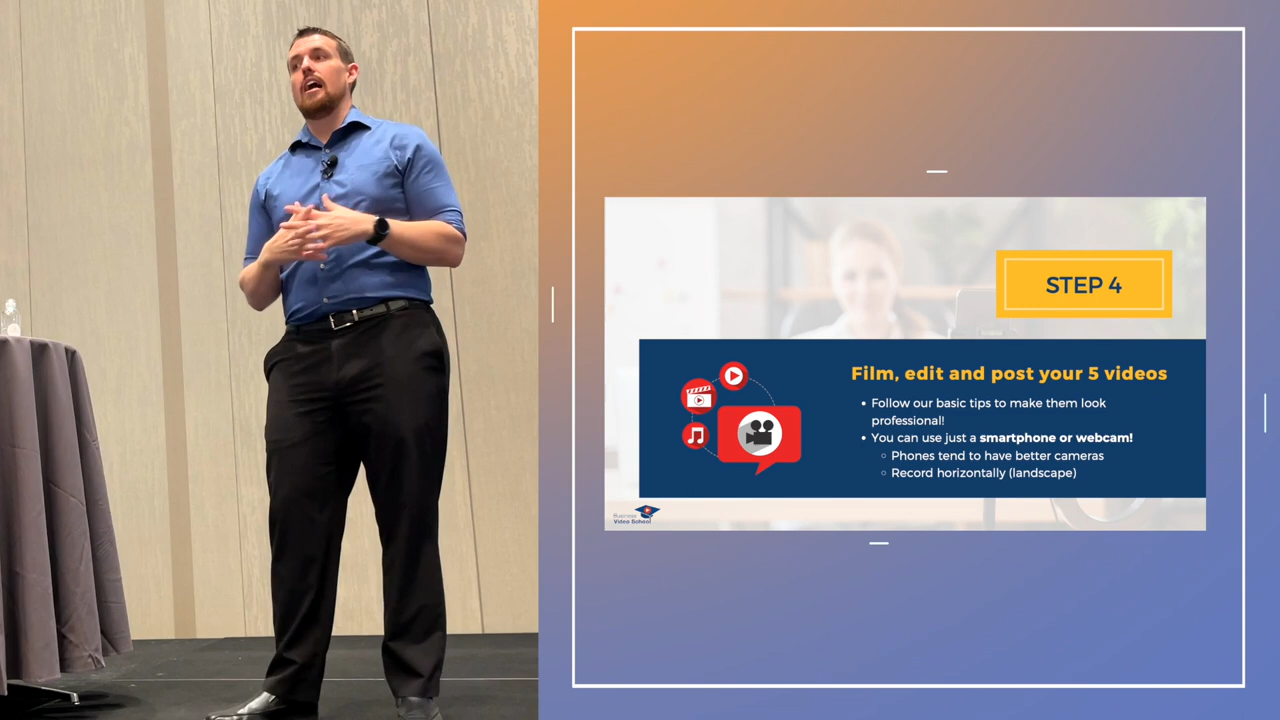 STEP 4
Film, edit and post your 5 videos
• Follow our basic tips to make them look
professional!
• You can use just a smartphone or webcam!
◦ Phones tend to have better cameras
◦ Record horizontally (landscape)
Business
Video School